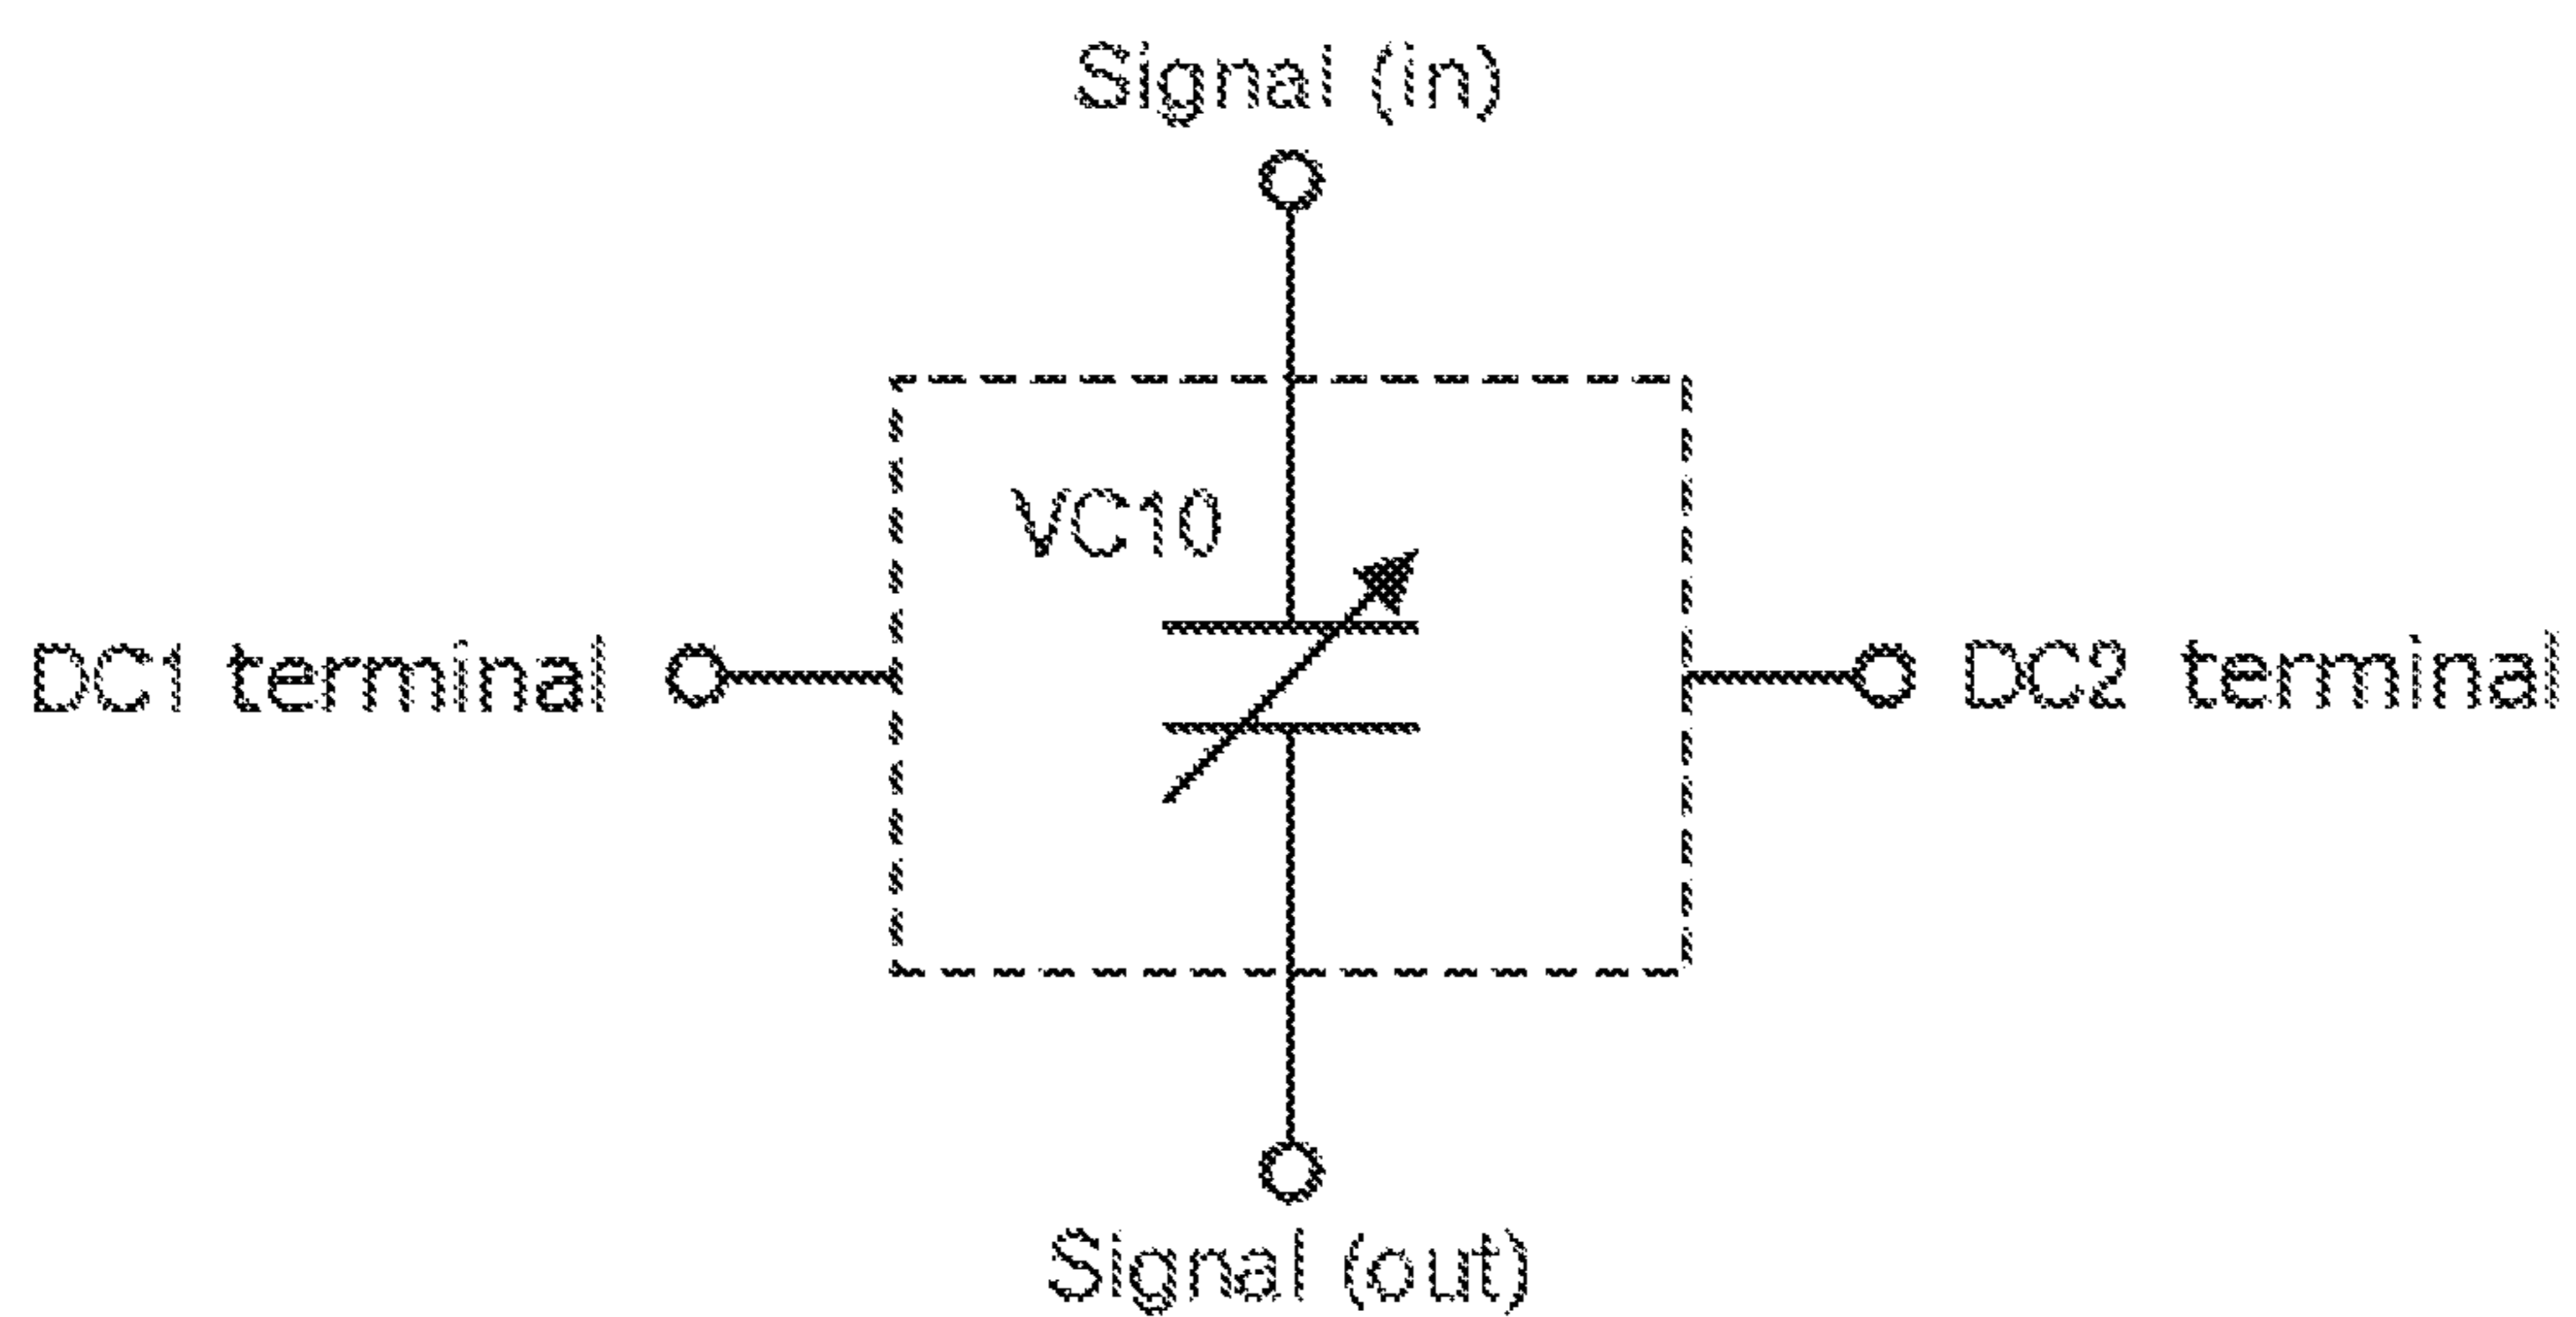 Signal (in)
VC10
DC1 terminal
DC2 terminal
Signal (out)